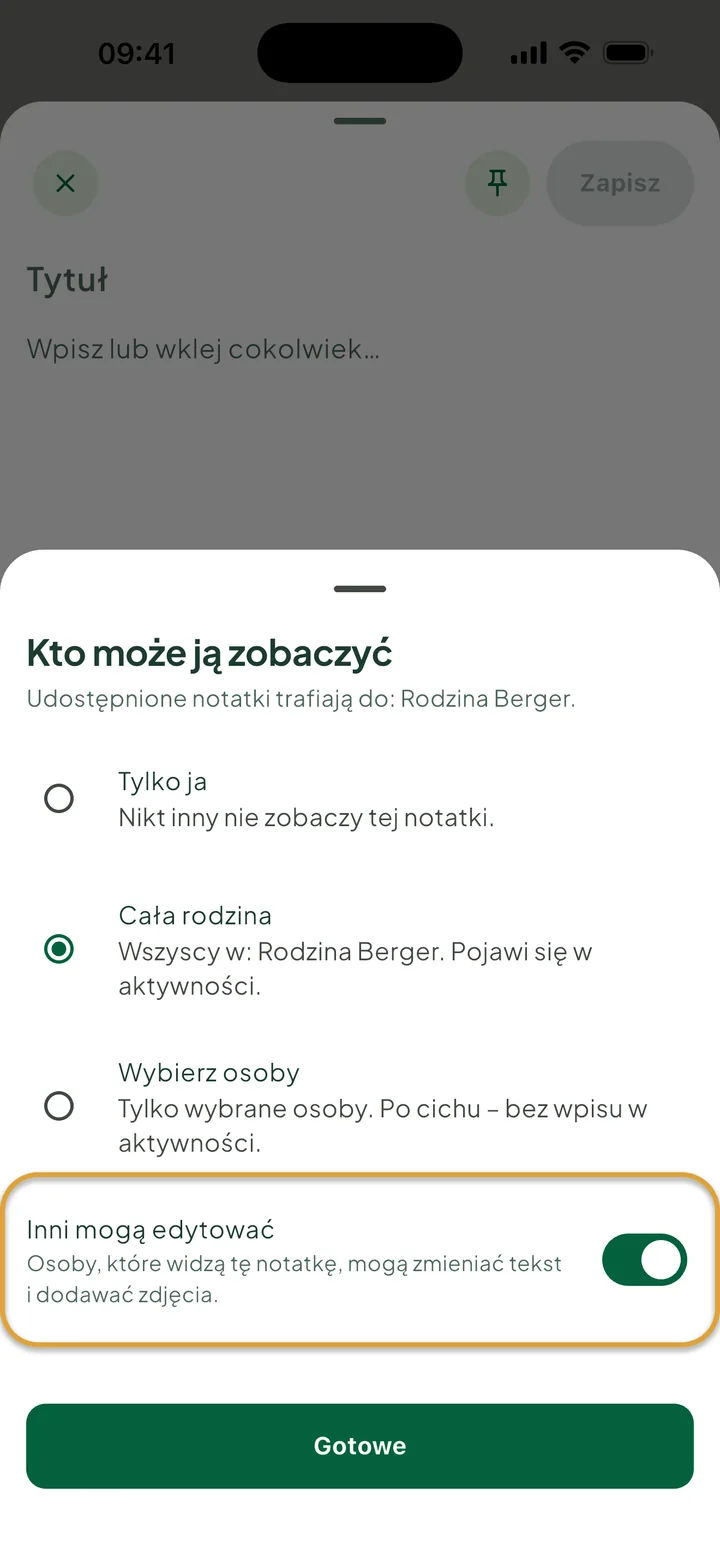 09:41
Zapisz
Tytuł
Wpisz lub wklej cokolwiek...
Kto może ją zobaczyć
Udostępnione notatki trafiają do: Rodzina Berger.
Tylko ja
Nikt inny nie zobaczy tej notatki.
Cała rodzina
Wszyscy w: Rodzina Berger. Pojawi się w
aktywności.
Wybierz osoby
Tylko wybrane osoby. Po cichu – bez wpisu w
aktywności.
Inni mogą edytować
Osoby, które widzą tę notatkę, mogą zmieniać tekst
i dodawać zdjęcia.
Gotowe